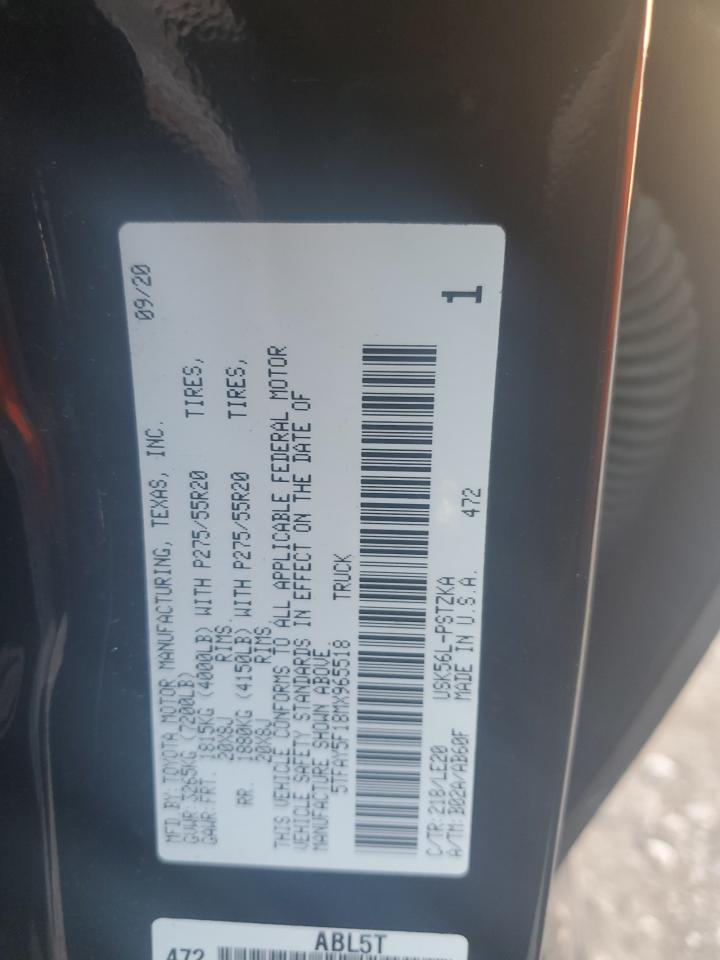 MFD.BY:TOYOTA MOTOR MANUFACTURING, TEXAS, INC. 09/20
GVWR: 3265KG (7200LB)
GAWR:FRT. 1815KG (4000LB) WITH P275/55R20 TIRES,
20X8J RIMS.
RR. 1880KG (4150LB) WITH P275/55R20 TIRES,
20X8J RIMS.
THIS VEHICLE CONFORMS TO ALL APPLICABLE FEDERAL MOTOR
VEHICLE SAFETY STANDARDS IN EFFECT ON THE DATE OF
MANUFACTURE SHOWN ABOVE.
5TFAY5F18MX965518 TRUCK
C/TR:218/LE20 USK56L-PSTZKA 472 1
A/TM:B02A/AB60F MADE IN U.S.A.
472 ABL5T